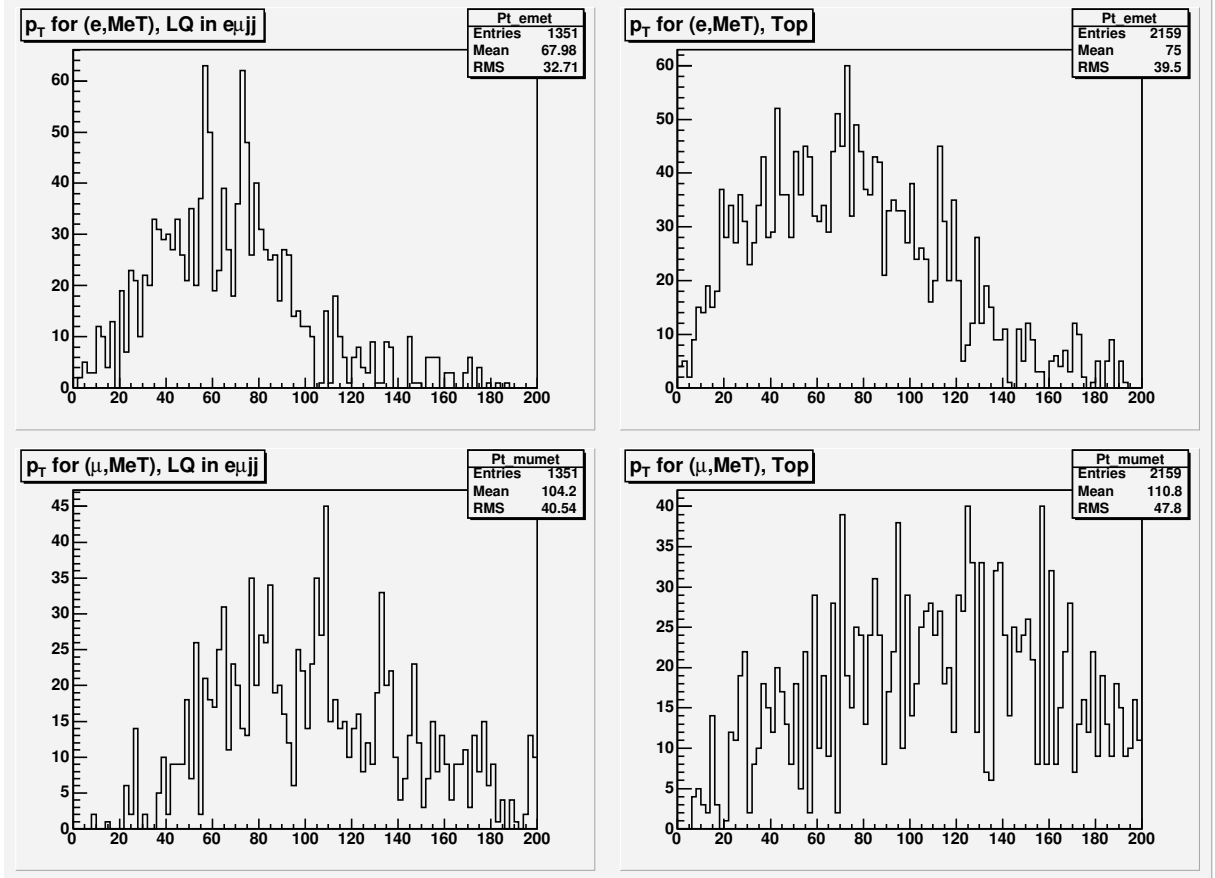 p_T for (e,MeT), LQ in eμjj
Pt_emet
Entries 1351
Mean 67.98
RMS 32.71
60
50
40
30
20
10
0
0 20 40 60 80 100 120 140 160 180 200
p_T for (e,MeT), Top
Pt_emet
Entries 2159
Mean 75
RMS 39.5
60
50
40
30
20
10
0
0 20 40 60 80 100 120 140 160 180 200
p_T for (μ,MeT), LQ in eμjj
Pt_mumet
Entries 1351
Mean 104.2
RMS 40.54
45
40
35
30
25
20
15
10
5
0
0 20 40 60 80 100 120 140 160 180 200
p_T for (μ,MeT), Top
Pt_mumet
Entries 2159
Mean 110.8
RMS 47.8
40
35
30
25
20
15
10
5
0
0 20 40 60 80 100 120 140 160 180 200